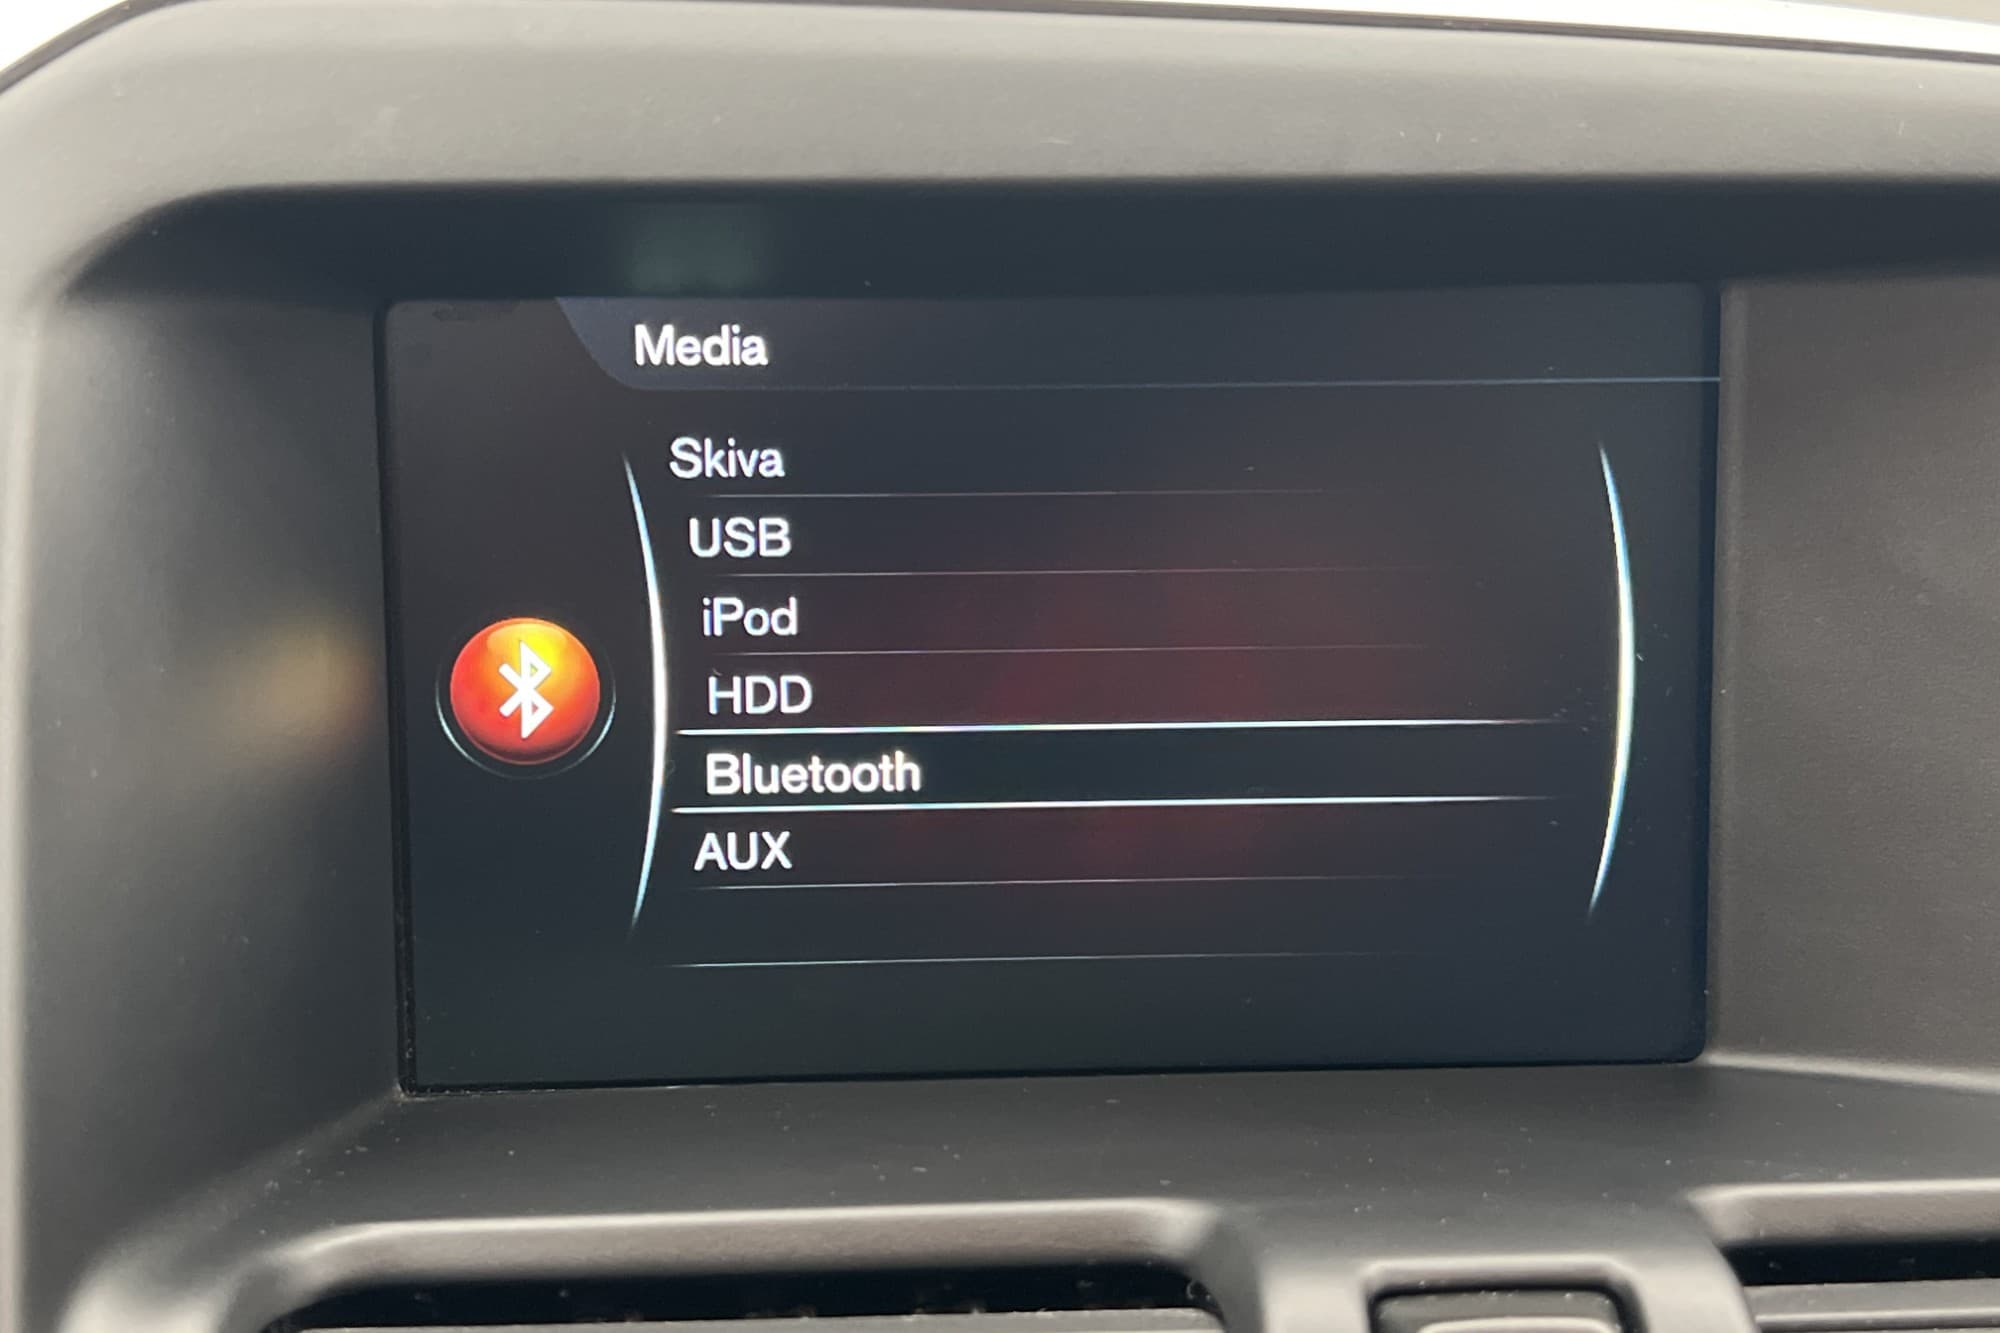 Media
Skiva
USB
iPod
HDD
Bluetooth
AUX